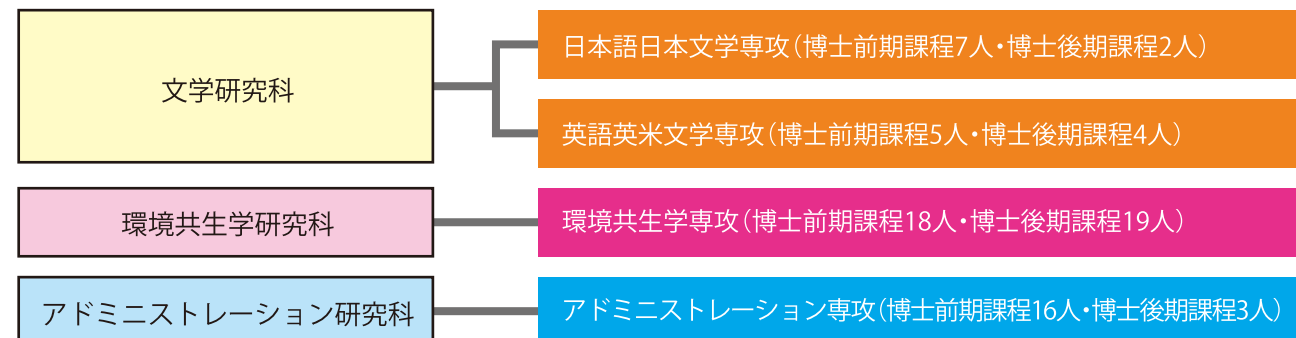 文学研究科
日本語日本文学専攻（博士前期課程7人・博士後期課程2人）
英語英米文学専攻（博士前期課程5人・博士後期課程4人）
環境共生学研究科
環境共生学専攻（博士前期課程18人・博士後期課程19人）
アドミニストレーション研究科
アドミニストレーション専攻（博士前期課程16人・博士後期課程3人）